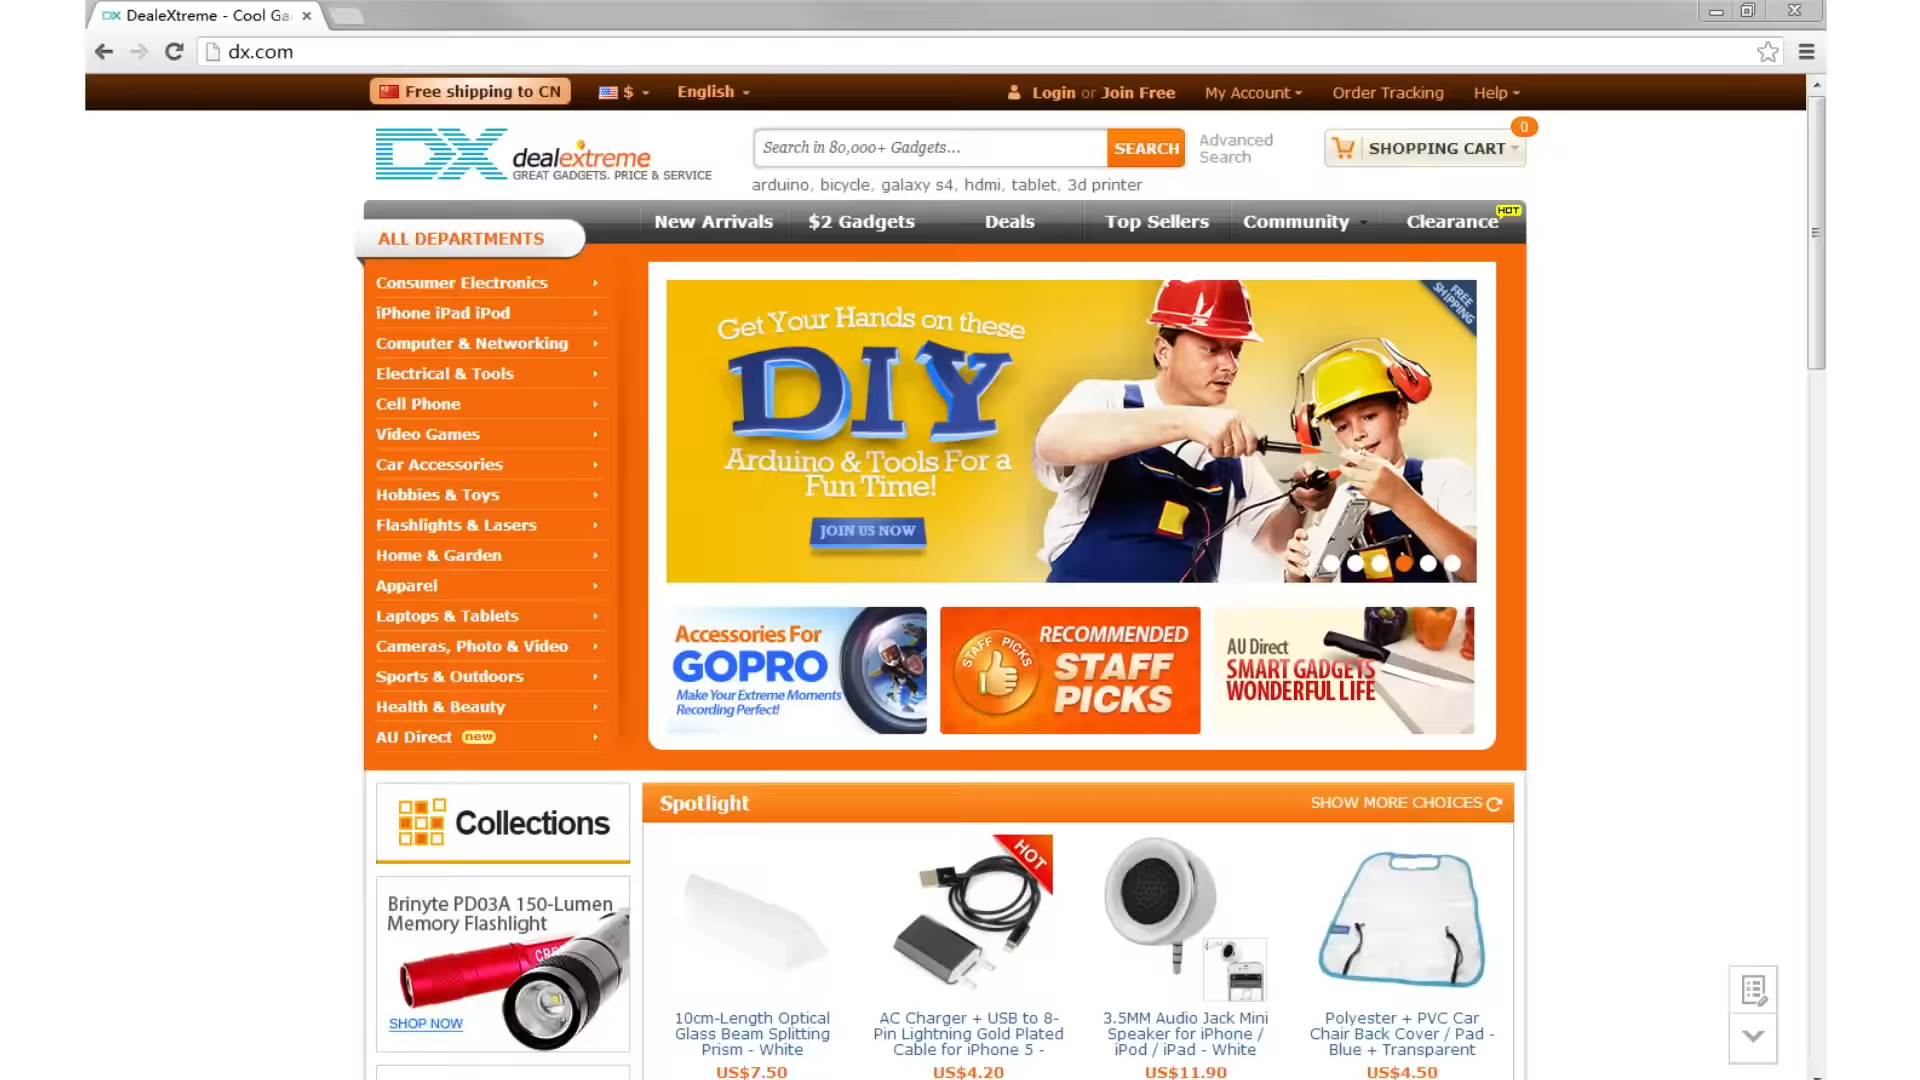 DX DealeXtreme - Cool Ga
dx.com
Free shipping to CN
$
English
Login or Join Free
My Account
Order Tracking
Help
DX dealextreme
GREAT GADGETS. PRICE & SERVICE
Search in 80,000+ Gadgets...
SEARCH
Advanced
Search
0
SHOPPING CART
arduino, bicycle, galaxy s4, hdmi, tablet, 3d printer
ALL DEPARTMENTS
New Arrivals
$2 Gadgets
Deals
Top Sellers
Community
Clearance
HOT
Consumer Electronics
iPhone iPad iPod
Computer & Networking
Electrical & Tools
Cell Phone
Video Games
Car Accessories
Hobbies & Toys
Flashlights & Lasers
Home & Garden
Apparel
Laptops & Tablets
Cameras, Photo & Video
Sports & Outdoors
Health & Beauty
AU Direct new
Get Your Hands on these
DIY
Arduino & Tools For a
Fun Time!
JOIN US NOW
FREE
SHIPPING
Accessories For
GOPRO
Make Your Extreme Moments
Recording Perfect!
STAFF PICKS
RECOMMENDED
STAFF
PICKS
AU Direct
SMART GADGETS
WONDERFUL LIFE
Collections
Brinyte PD03A 150-Lumen
Memory Flashlight
SHOP NOW
Spotlight
SHOW MORE CHOICES
HOT
10cm-Length Optical
Glass Beam Splitting
Prism - White
US$7.50
AC Charger + USB to 8-
Pin Lightning Gold Plated
Cable for iPhone 5 -
US$4.20
3.5MM Audio Jack Mini
Speaker for iPhone /
iPod / iPad - White
US$11.90
Polyester + PVC Car
Chair Back Cover / Pad -
Blue + Transparent
US$4.50